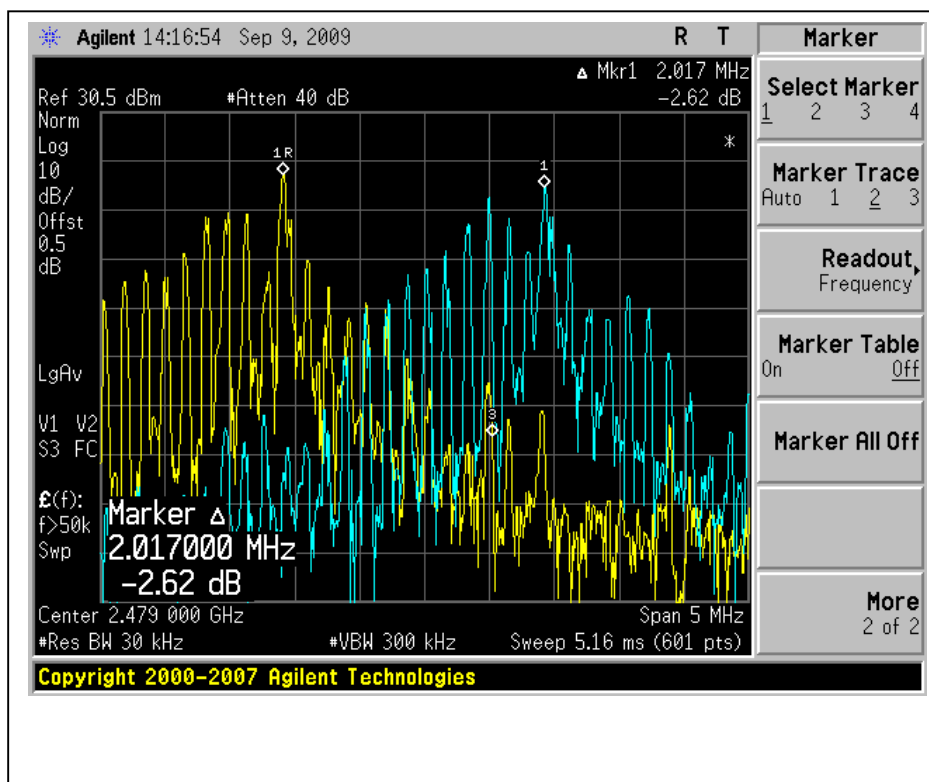 Agilent 14:16:54 Sep 9, 2009 R T
Marker
Δ Mkr1 2.017 MHz
Ref 30.5 dBm #Atten 40 dB -2.62 dB
Norm
Log
10
dB/
Offst
0.5
dB
LgAv
V1 V2
S3 FC
£(f):
f>50k
Swp
1R
1
3
*
Marker Δ
2.017000 MHz
-2.62 dB
Center 2.479 000 GHz Span 5 MHz
#Res BW 30 kHz #VBW 300 kHz Sweep 5.16 ms (601 pts)
Copyright 2000-2007 Agilent Technologies
Select Marker
1 2 3 4
Marker Trace
Auto 1 2 3
Readout
Frequency
Marker Table
On Off
Marker All Off
More
2 of 2